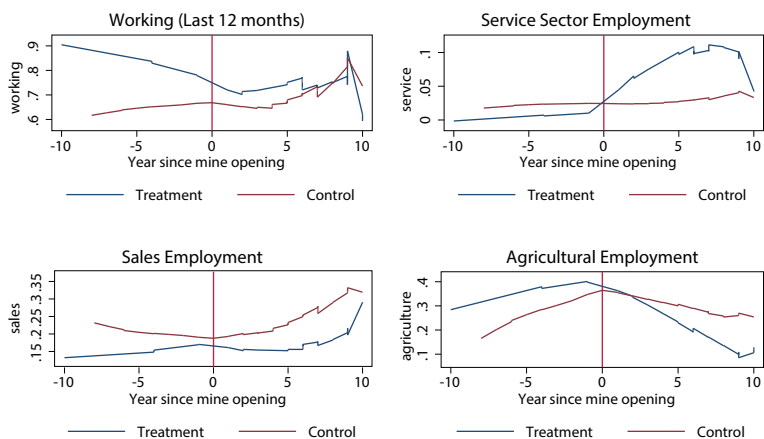 Working (Last 12 months)
working
.9
.8
.7
.6
-10 -5 0 5 10
Year since mine opening
Treatment Control
Service Sector Employment
service
.1
.05
0
-10 -5 0 5 10
Year since mine opening
Treatment Control
Sales Employment
sales
.15.2.25.3.35
-10 -5 0 5 10
Year since mine opening
Treatment Control
Agricultural Employment
agriculture
.4
.3
.2
.1
-10 -5 0 5 10
Year since mine opening
Treatment Control